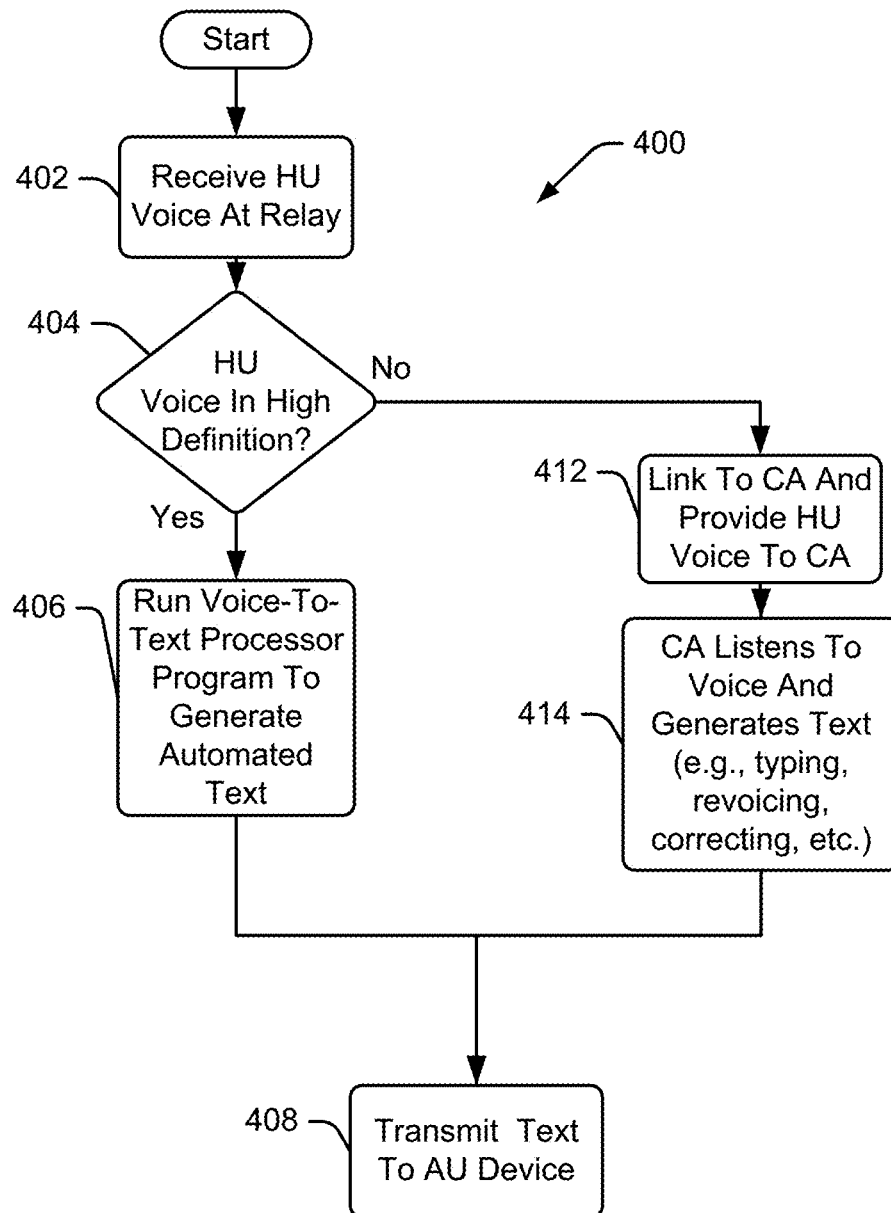 Start
400
402
Receive HU
Voice At Relay
404
HU
Voice In High
Definition?
No
Yes
412
Link To CA And
Provide HU
Voice To CA
406
Run Voice-To-
Text Processor
Program To
Generate
Automated
Text
414
CA Listens To
Voice And
Generates Text
(e.g., typing,
revoicing,
correcting, etc.)
408
Transmit Text
To AU Device